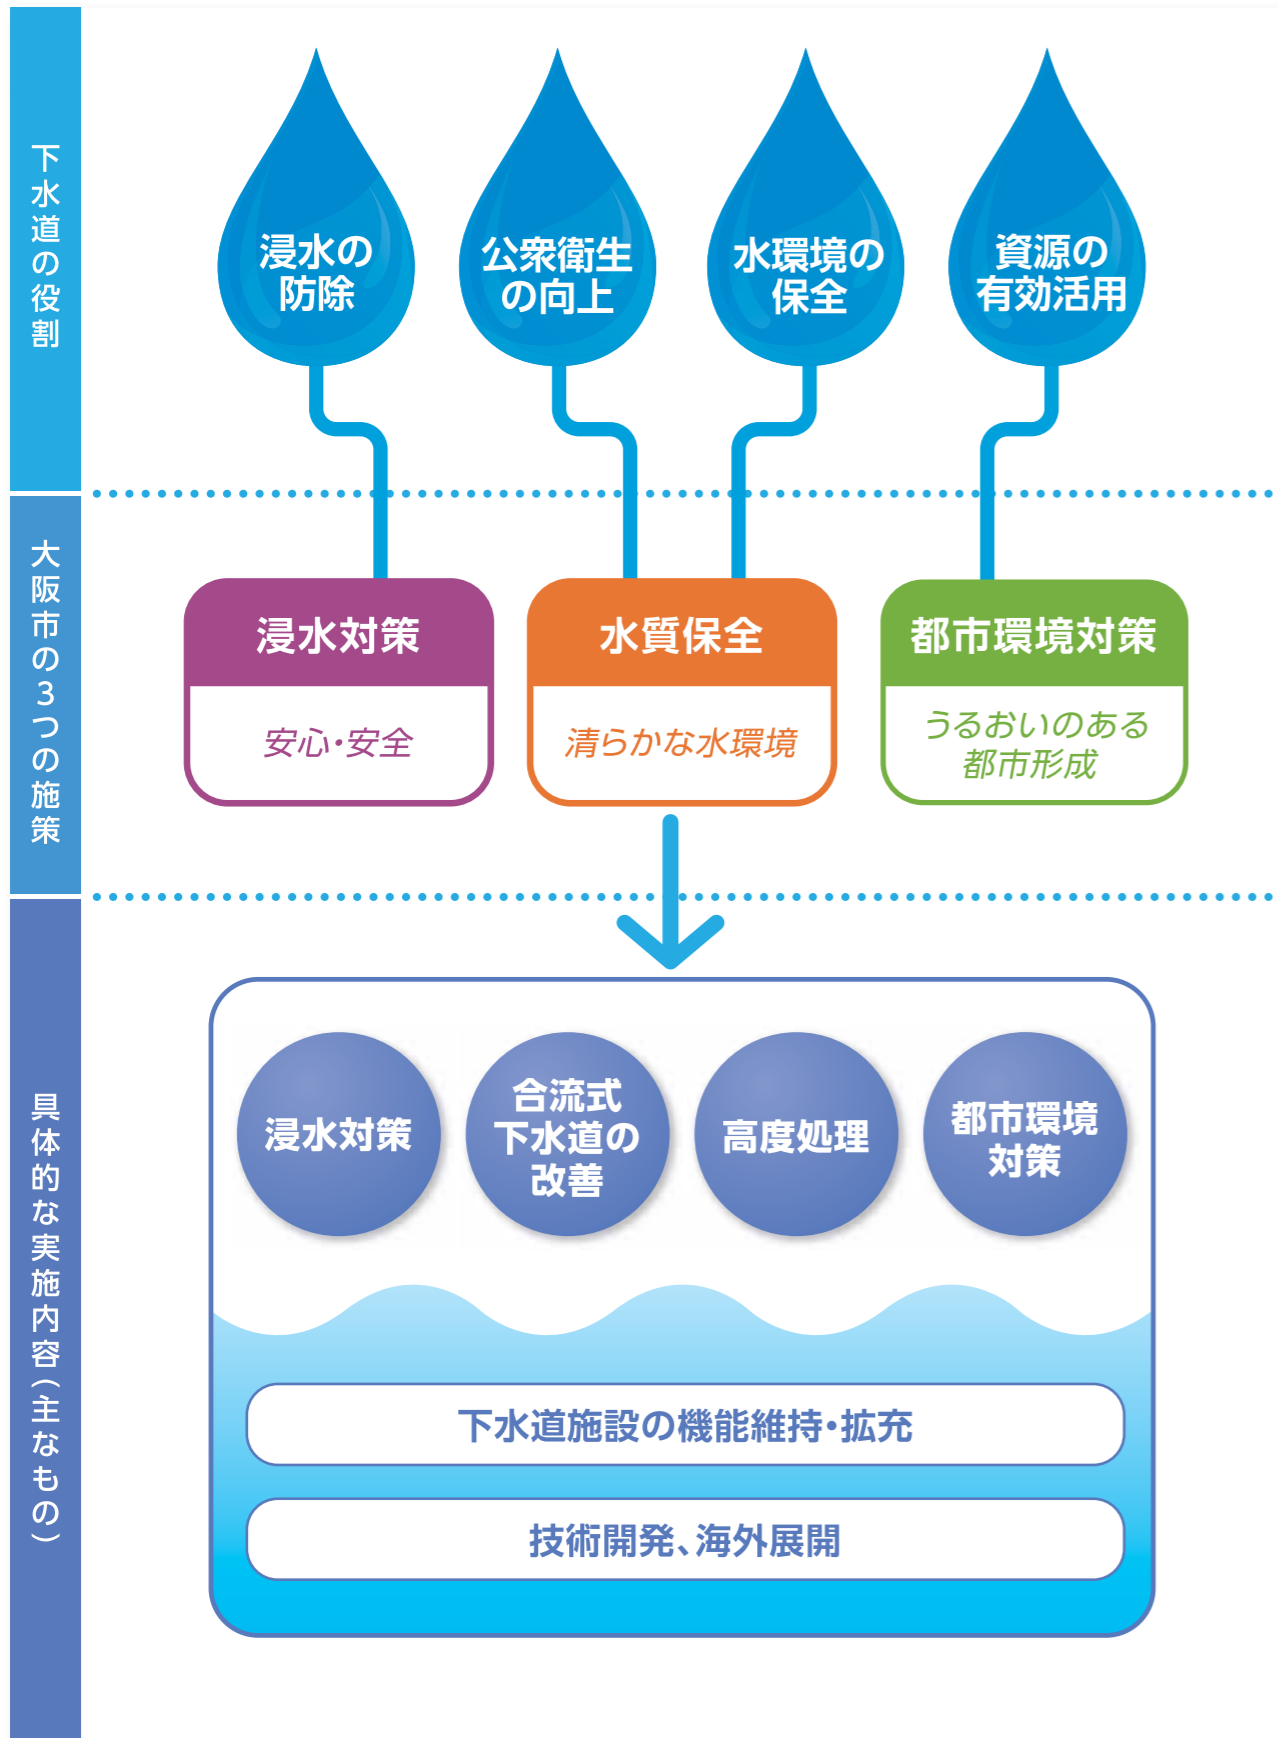 下水道の役割
浸水の
防除
公衆衛生
の向上
水環境の
保全
資源の
有効活用
大阪市の3つの施策
浸水対策
安心・安全
水質保全
清らかな水環境
都市環境対策
うるおいのある
都市形成
具体的な実施内容(主なもの)
浸水対策
合流式
下水道の
改善
高度処理
都市環境
対策
下水道施設の機能維持・拡充
技術開発、海外展開